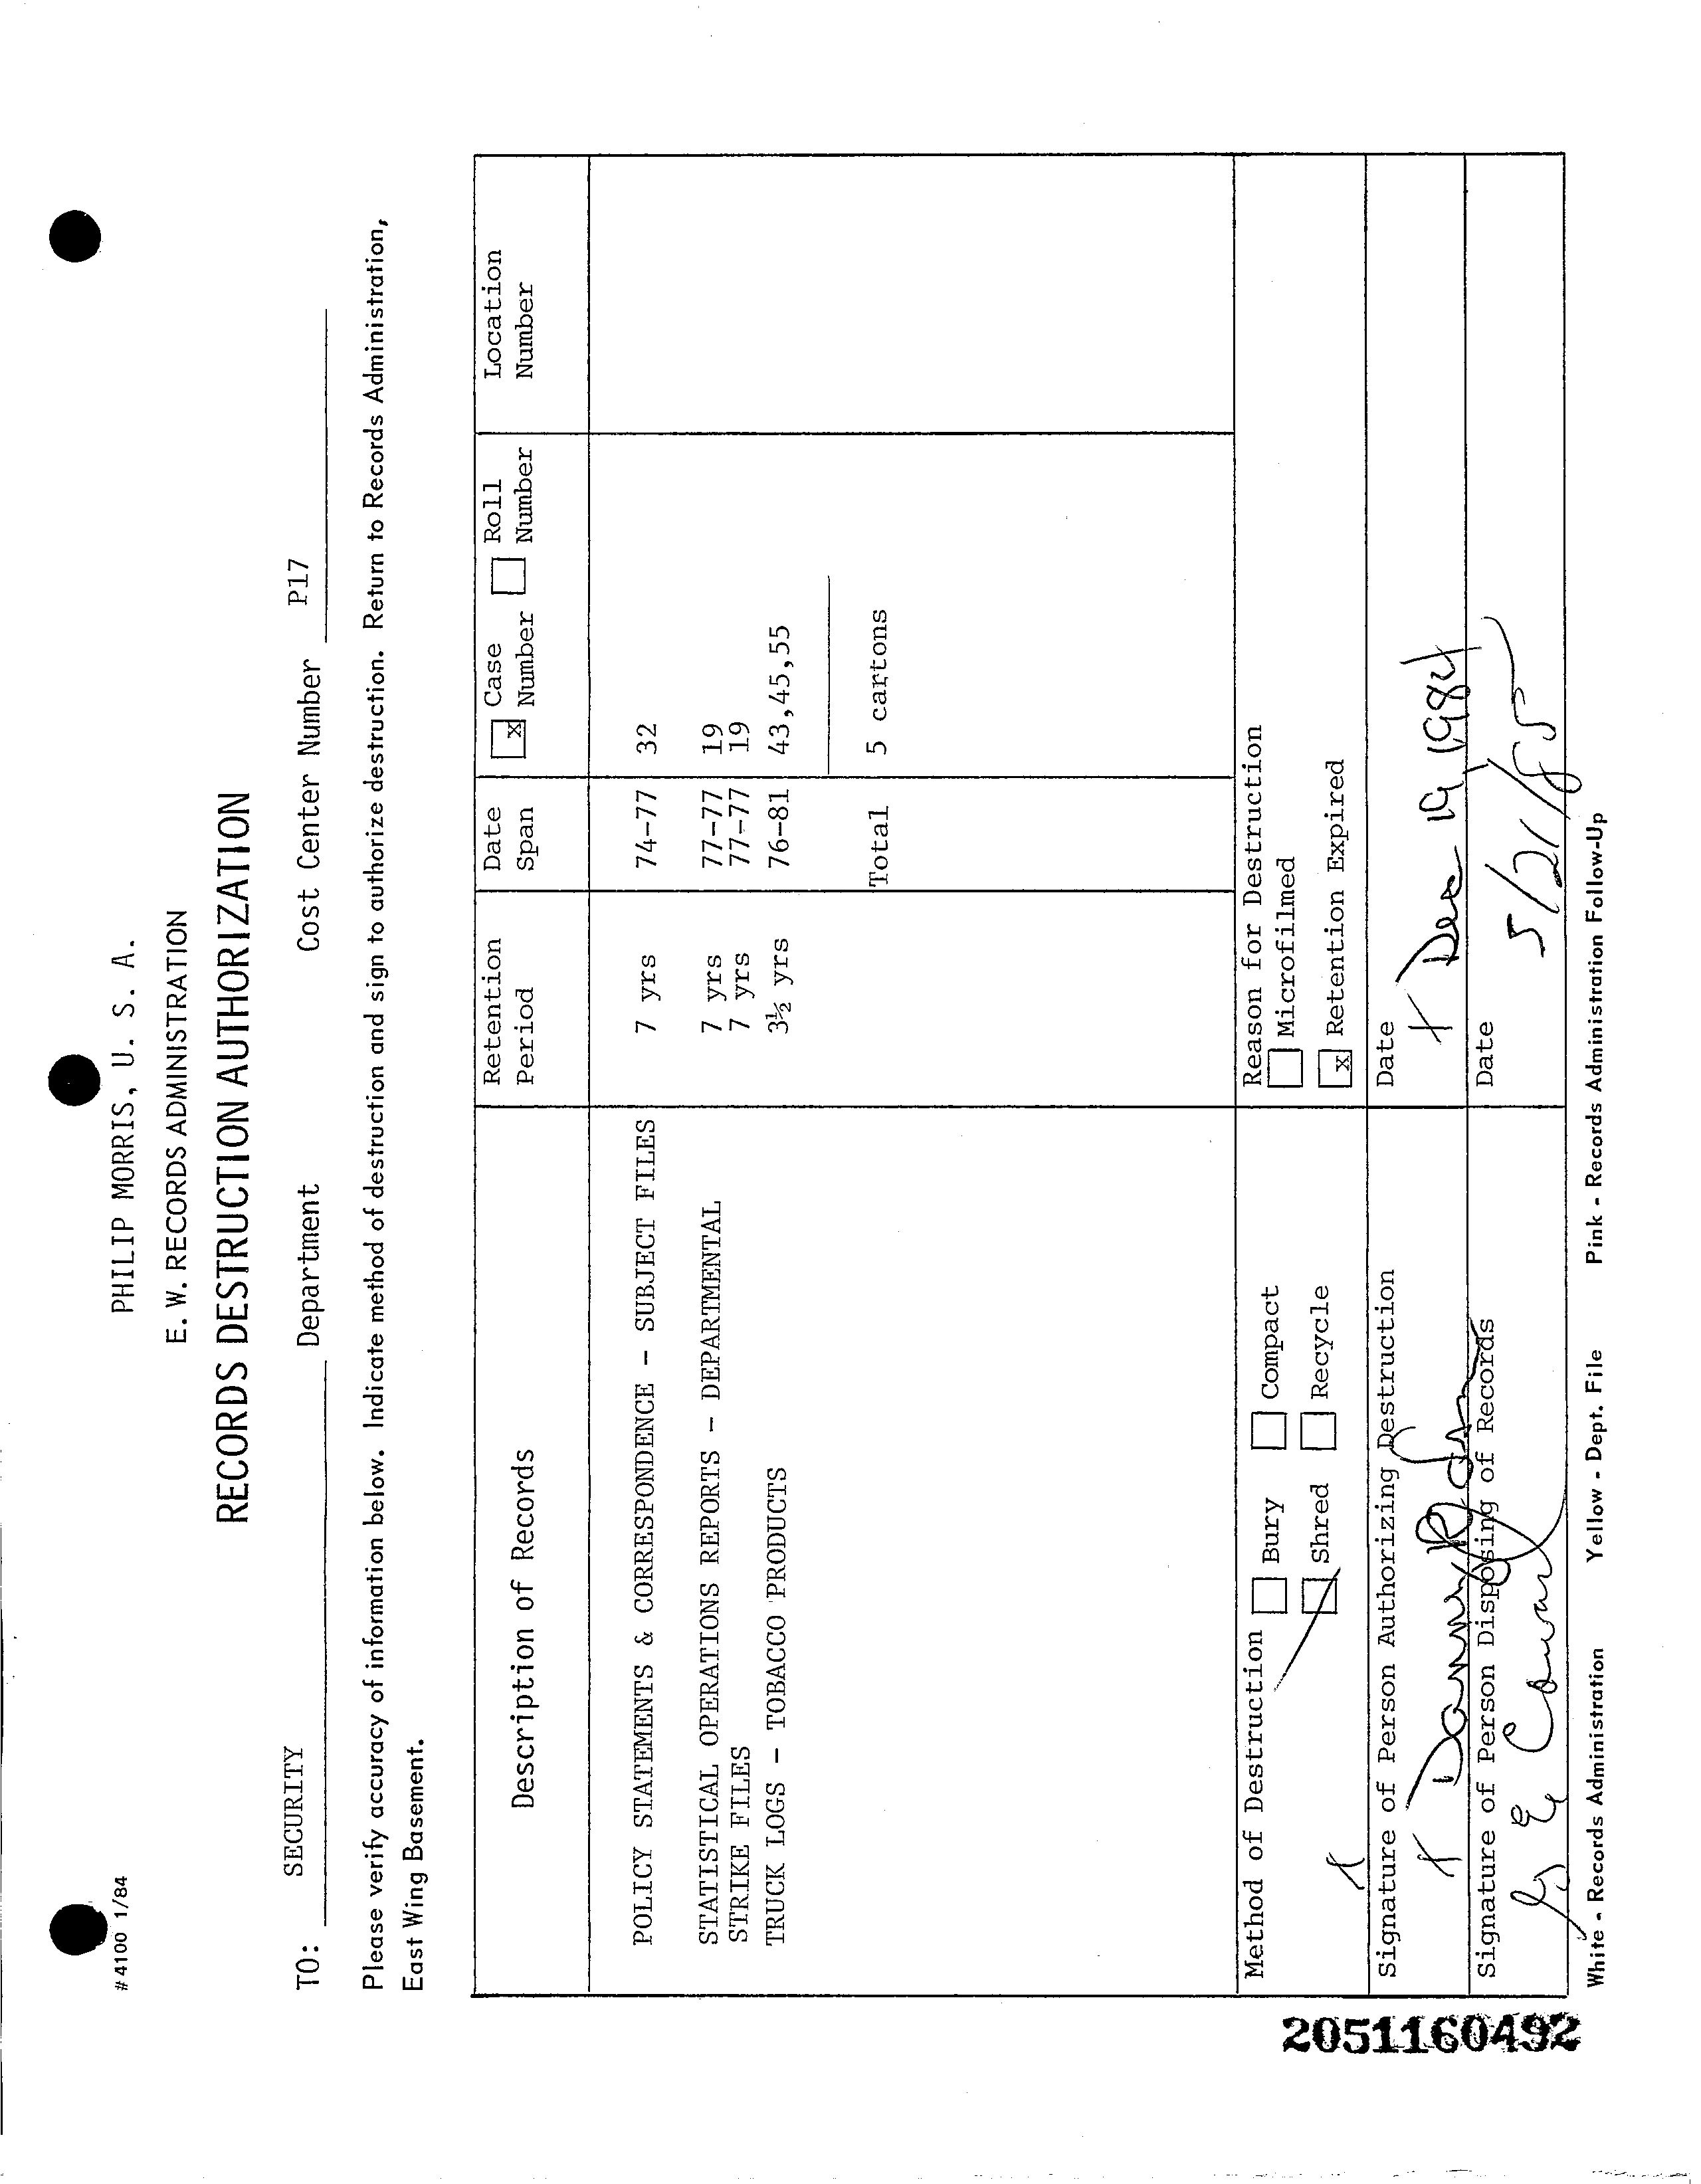 #4100 1/84
PHILIP MORRIS, U. S. A.
E. W. RECORDS ADMINISTRATION
RECORDS DESTRUCTION AUTHORIZATION
TO: SECURITY Department Cost Center Number P17
Please verify accuracy of information below. Indicate method of destruction and sign to authorize destruction. Return to Records Administration,
East Wing Basement.
Description of Records Retention Period Date Span x Case Number Roll Number Location Number
POLICY STATEMENTS & CORRESPONDENCE - SUBJECT FILES 7 yrs 74-77 32
STATISTICAL OPERATIONS REPORTS - DEPARTMENTAL 7 yrs 77-77 19
STRIKE FILES 7 yrs 77-77 19
TRUCK LOGS - TOBACCO PRODUCTS 3½ yrs 76-81 43,45,55
Total 5 cartons
Method of Destruction Bury Compact
Shred Recycle
Reason for Destruction
Microfilmed
x Retention Expired
Signature of Person Authorizing Destruction
Date
x Dec 19, 1984
Signature of Person Disposing of Records
Date
5/21/85
White - Records Administration Yellow - Dept. File Pink - Records Administration Follow-Up
2051160492